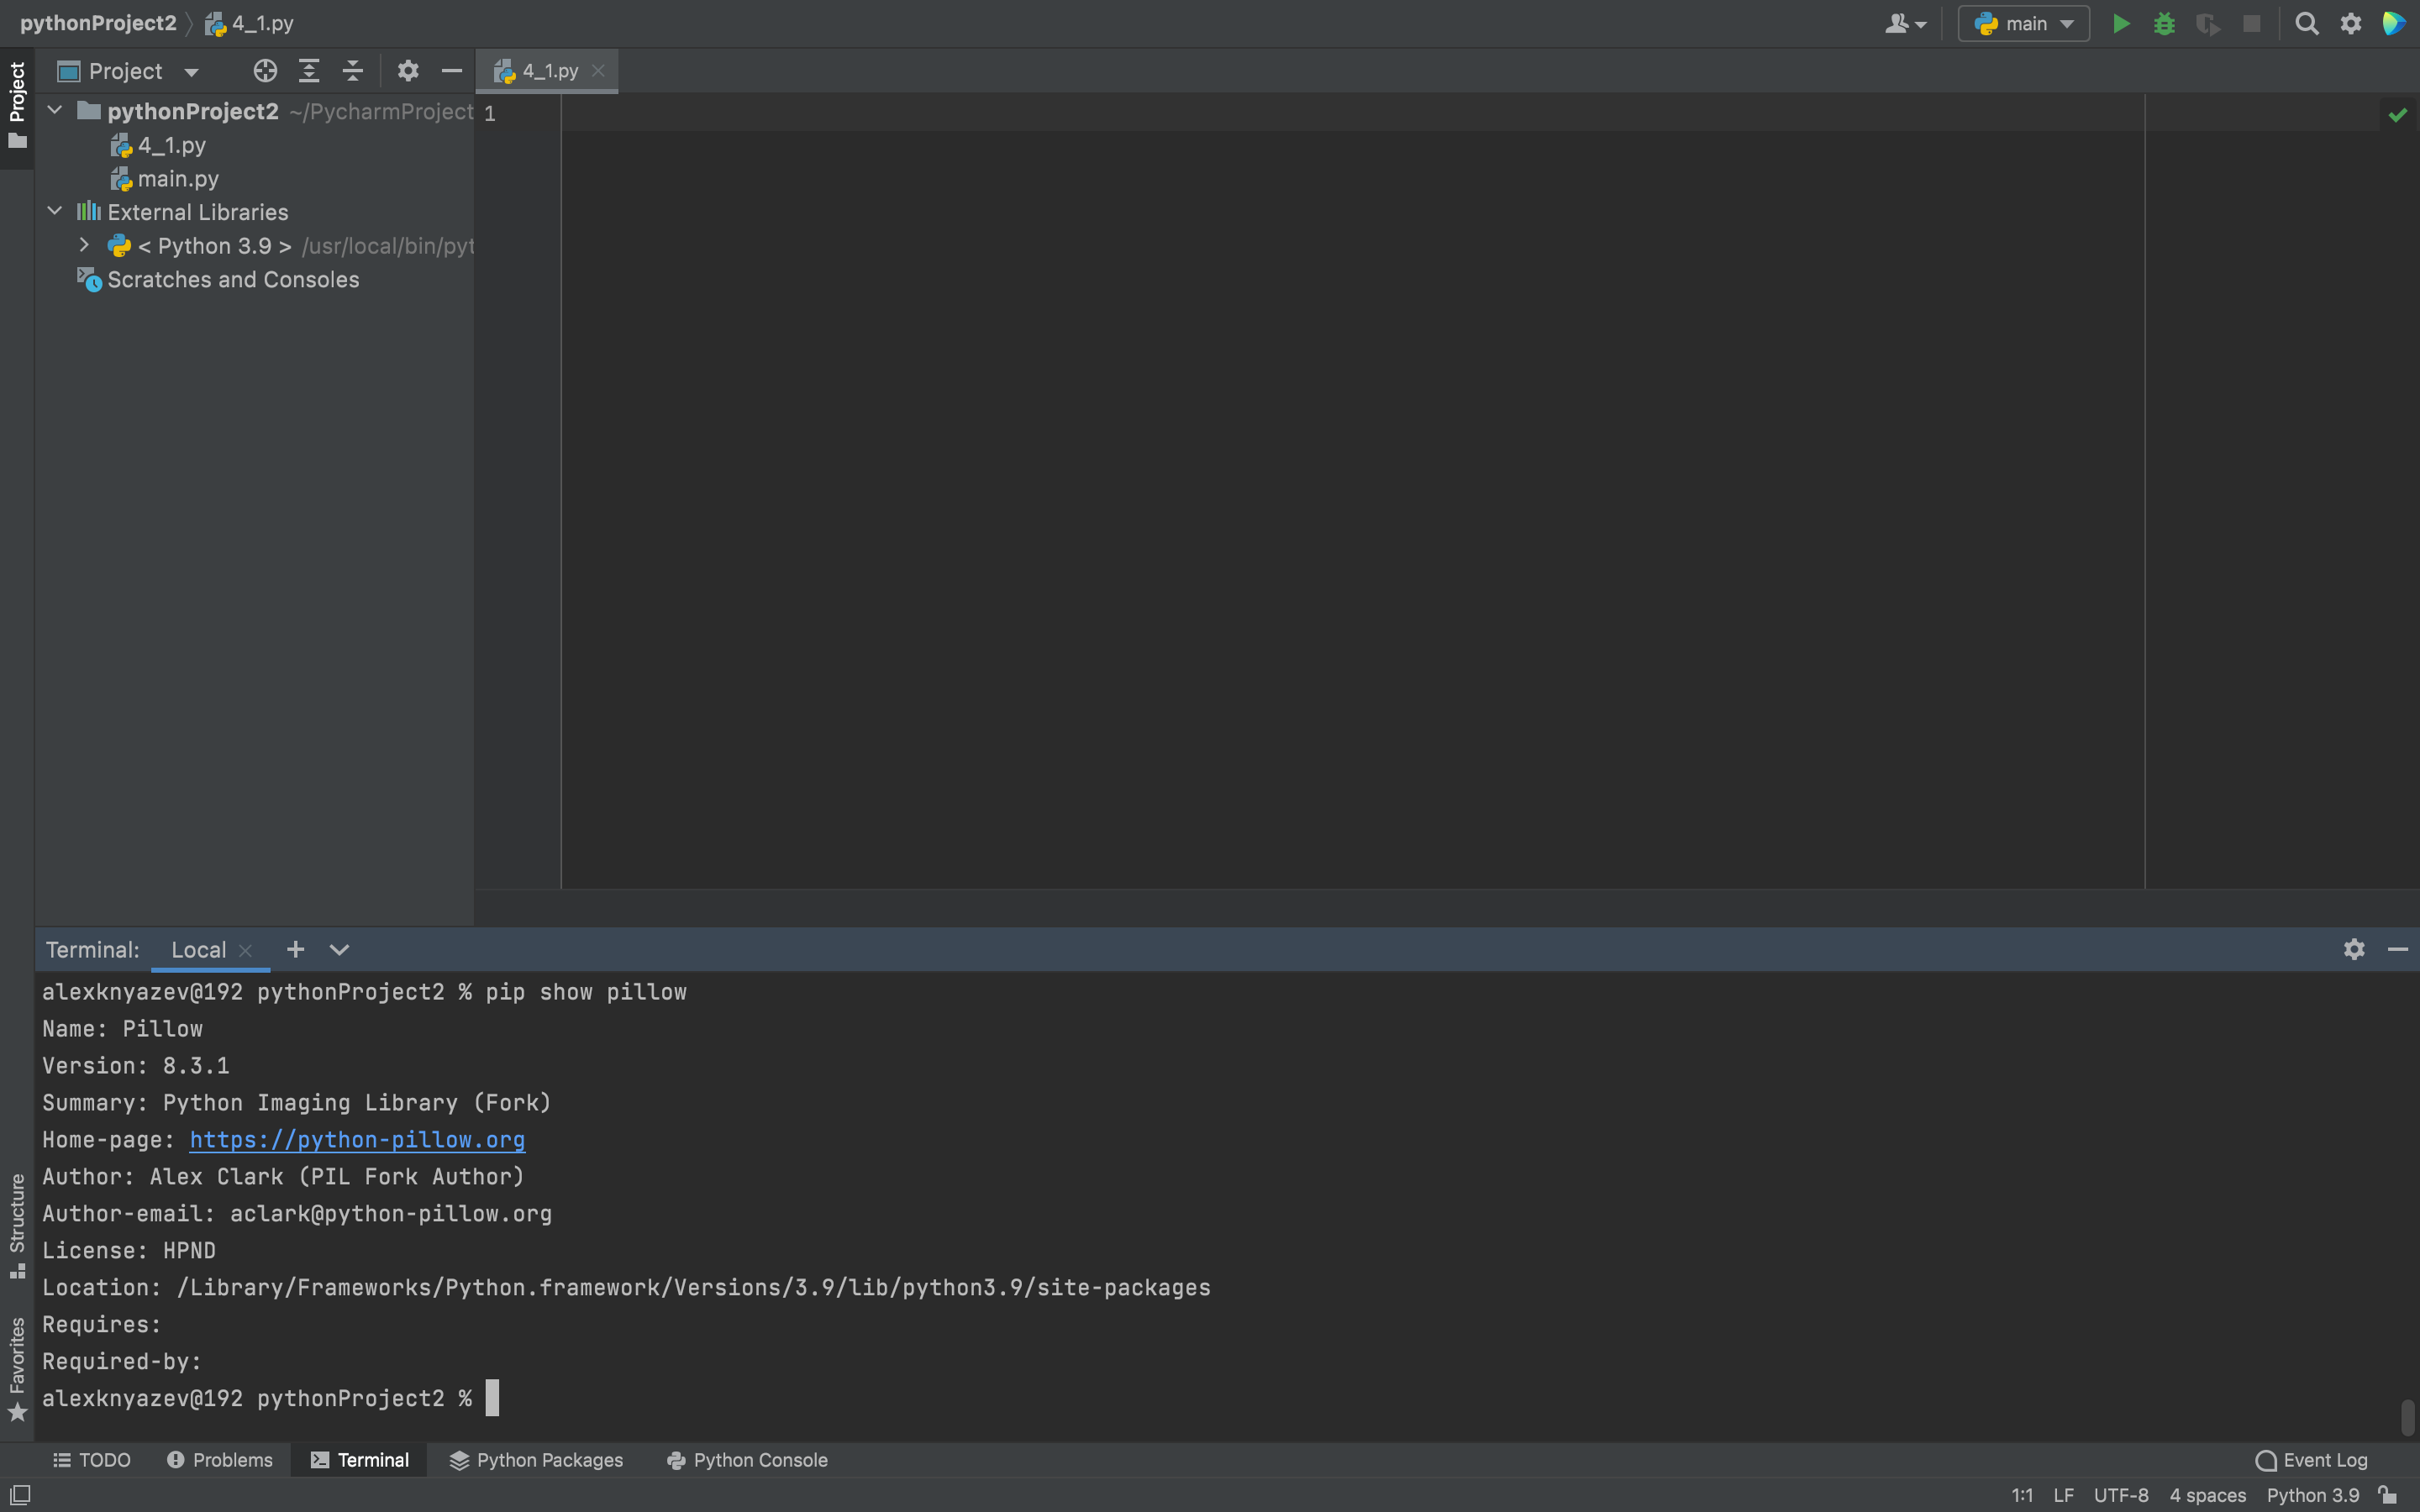 pythonProject2 4_1.py
main
Project
Project
4_1.py
pythonProject2 ~/PycharmProject
4_1.py
main.py
External Libraries
< Python 3.9 > /usr/local/bin/pyt
Scratches and Consoles
1
Terminal: Local
alexknyazev@192 pythonProject2 % pip show pillow
Name: Pillow
Version: 8.3.1
Summary: Python Imaging Library (Fork)
Home-page: https://python-pillow.org
Author: Alex Clark (PIL Fork Author)
Author-email: aclark@python-pillow.org
License: HPND
Location: /Library/Frameworks/Python.framework/Versions/3.9/lib/python3.9/site-packages
Requires:
Required-by:
alexknyazev@192 pythonProject2 %
Structure
Favorites
TODO Problems Terminal Python Packages Python Console Event Log
1:1 LF UTF-8 4 spaces Python 3.9